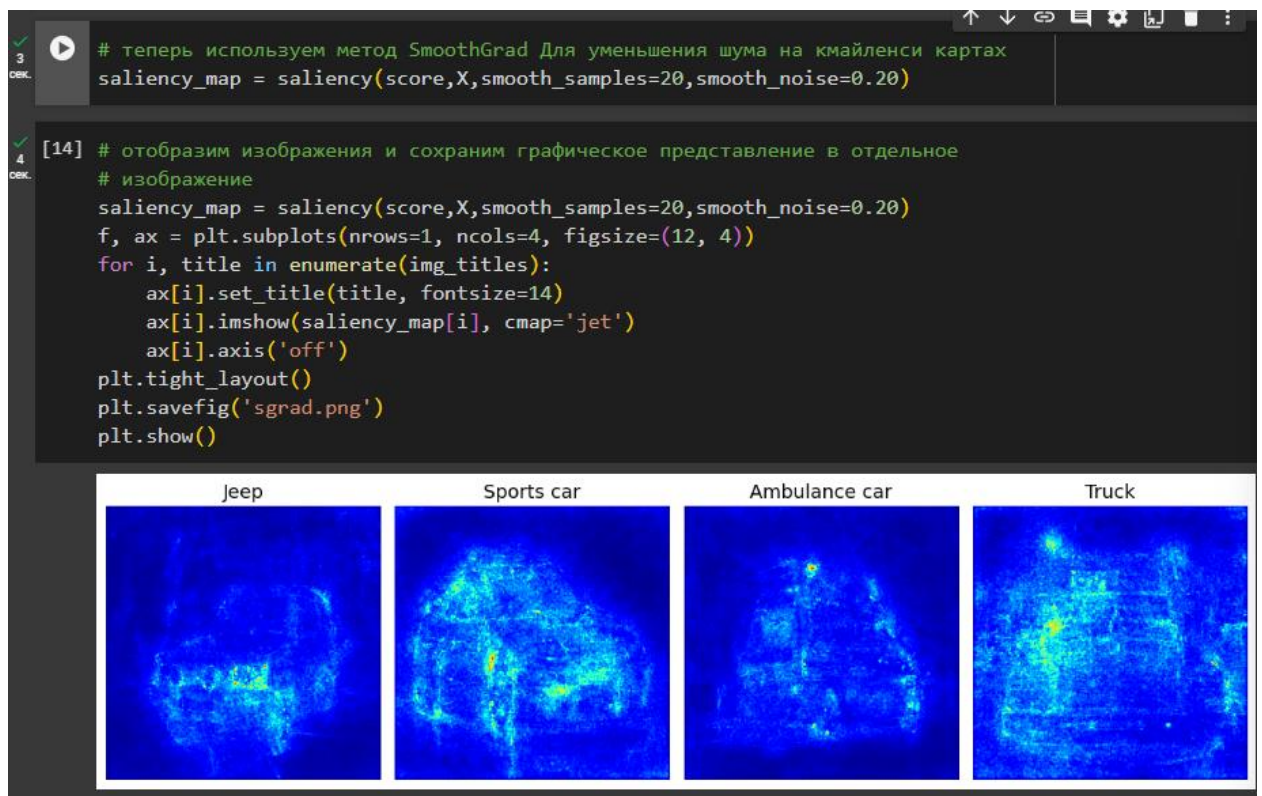 3
сек.
# теперь используем метод SmoothGrad Для уменьшения шума на кмайленси картах
saliency_map = saliency(score,X,smooth_samples=20,smooth_noise=0.20)
4
сек.
[14]
# отобразим изображения и сохраним графическое представление в отдельное
# изображение
saliency_map = saliency(score,X,smooth_samples=20,smooth_noise=0.20)
f, ax = plt.subplots(nrows=1, ncols=4, figsize=(12, 4))
for i, title in enumerate(img_titles):
    ax[i].set_title(title, fontsize=14)
    ax[i].imshow(saliency_map[i], cmap='jet')
    ax[i].axis('off')
plt.tight_layout()
plt.savefig('sgrad.png')
plt.show()
Jeep Sports car Ambulance car Truck